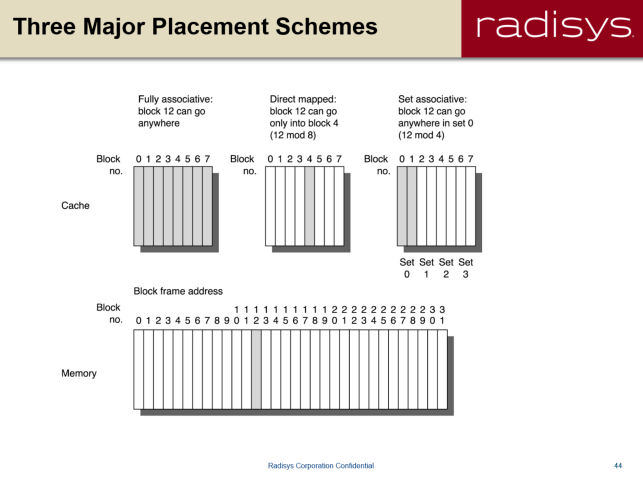 Three Major Placement Schemes
radisys.
Fully associative:
block 12 can go
anywhere
Direct mapped:
block 12 can go
only into block 4
(12 mod 8)
Set associative:
block 12 can go
anywhere in set 0
(12 mod 4)
Block
no.
0 1 2 3 4 5 6 7
Block
no.
0 1 2 3 4 5 6 7
Block
no.
0 1 2 3 4 5 6 7
Cache
Set Set Set Set
0 1 2 3
Block frame address
Block
no.
1 1 1 1 1 1 1 1 1 1 2 2 2 2 2 2 2 2 2 2 3 3
0 1 2 3 4 5 6 7 8 9 0 1 2 3 4 5 6 7 8 9 0 1 2 3 4 5 6 7 8 9 0 1
Memory
Radisys Corporation Confidential
44